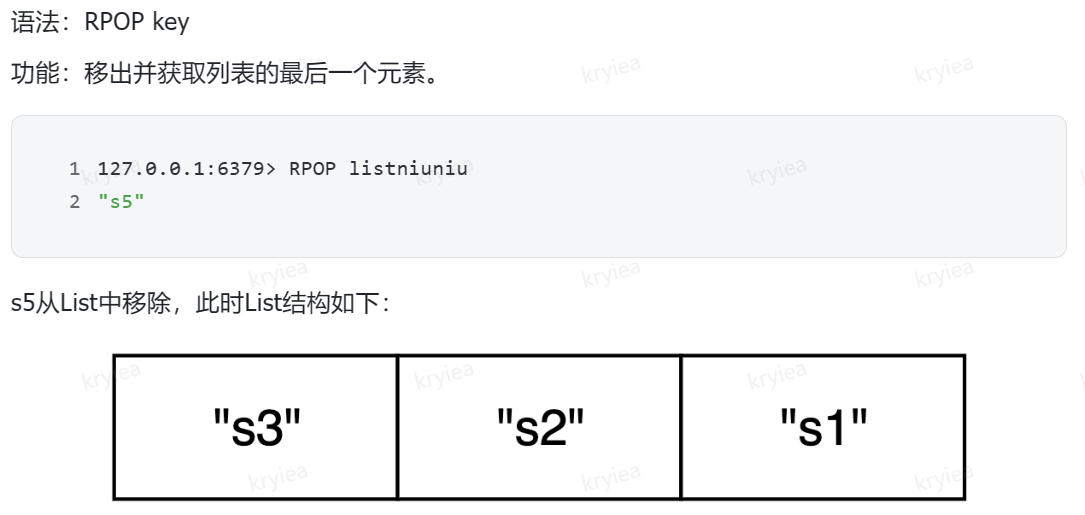 语法：RPOP key
功能：移出并获取列表的最后一个元素。
1 127.0.0.1:6379> RPOP listniuniu
2 "s5"
s5从List中移除，此时List结构如下：
"s3" "s2" "s1"
kryiea kryiea
kryiea kryiea kryiea
kryiea kryiea kryiea
kryiea kryiea kryiea
kryiea kryiea kryiea